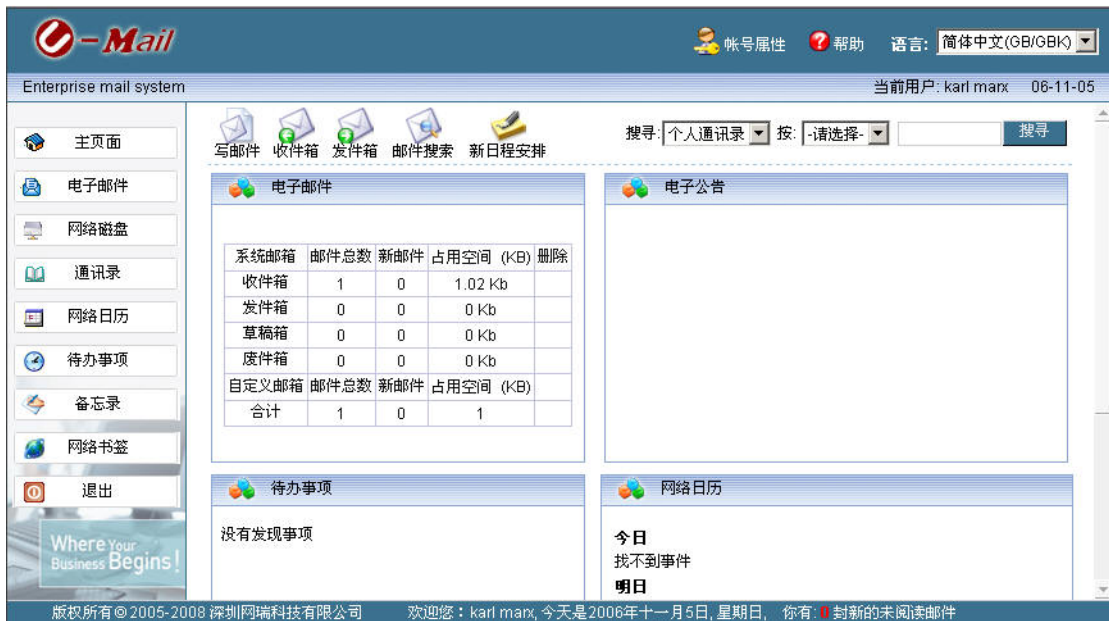 e-Mail
帐号属性 帮助 语言: 简体中文(GB/GBK)
Enterprise mail system 当前用户: karl marx 06-11-05
写邮件 收件箱 发件箱 邮件搜索 新日程安排
搜寻: 个人通讯录 按: -请选择- 搜寻
主页面
电子邮件
网络磁盘
通讯录
网络日历
待办事项
备忘录
网络书签
退出
Where Your
Business Begins!
电子邮件
系统邮箱 邮件总数 新邮件 占用空间 (KB) 删除
收件箱 1 0 1.02 Kb
发件箱 0 0 0 Kb
草稿箱 0 0 0 Kb
废件箱 0 0 0 Kb
自定义邮箱 邮件总数 新邮件 占用空间 (KB)
合计 1 0 1
电子公告
待办事项
没有发现事项
网络日历
今日
找不到事件
明日
版权所有©2005-2008 深圳网瑞科技有限公司 欢迎您：karl marx, 今天是2006年十一月5日, 星期日, 你有: 0 封新的未阅读邮件